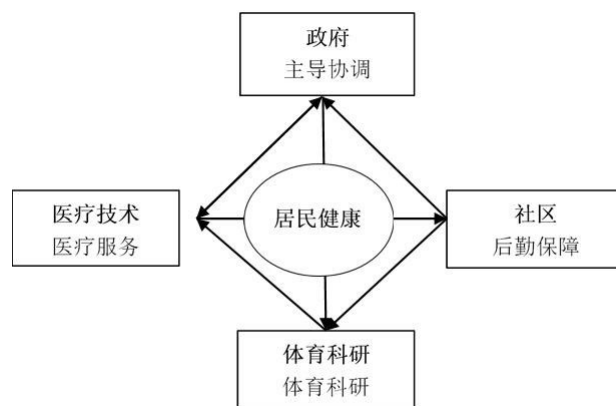 政府
主导协调
医疗技术
医疗服务
居民健康
社区
后勤保障
体育科研
体育科研